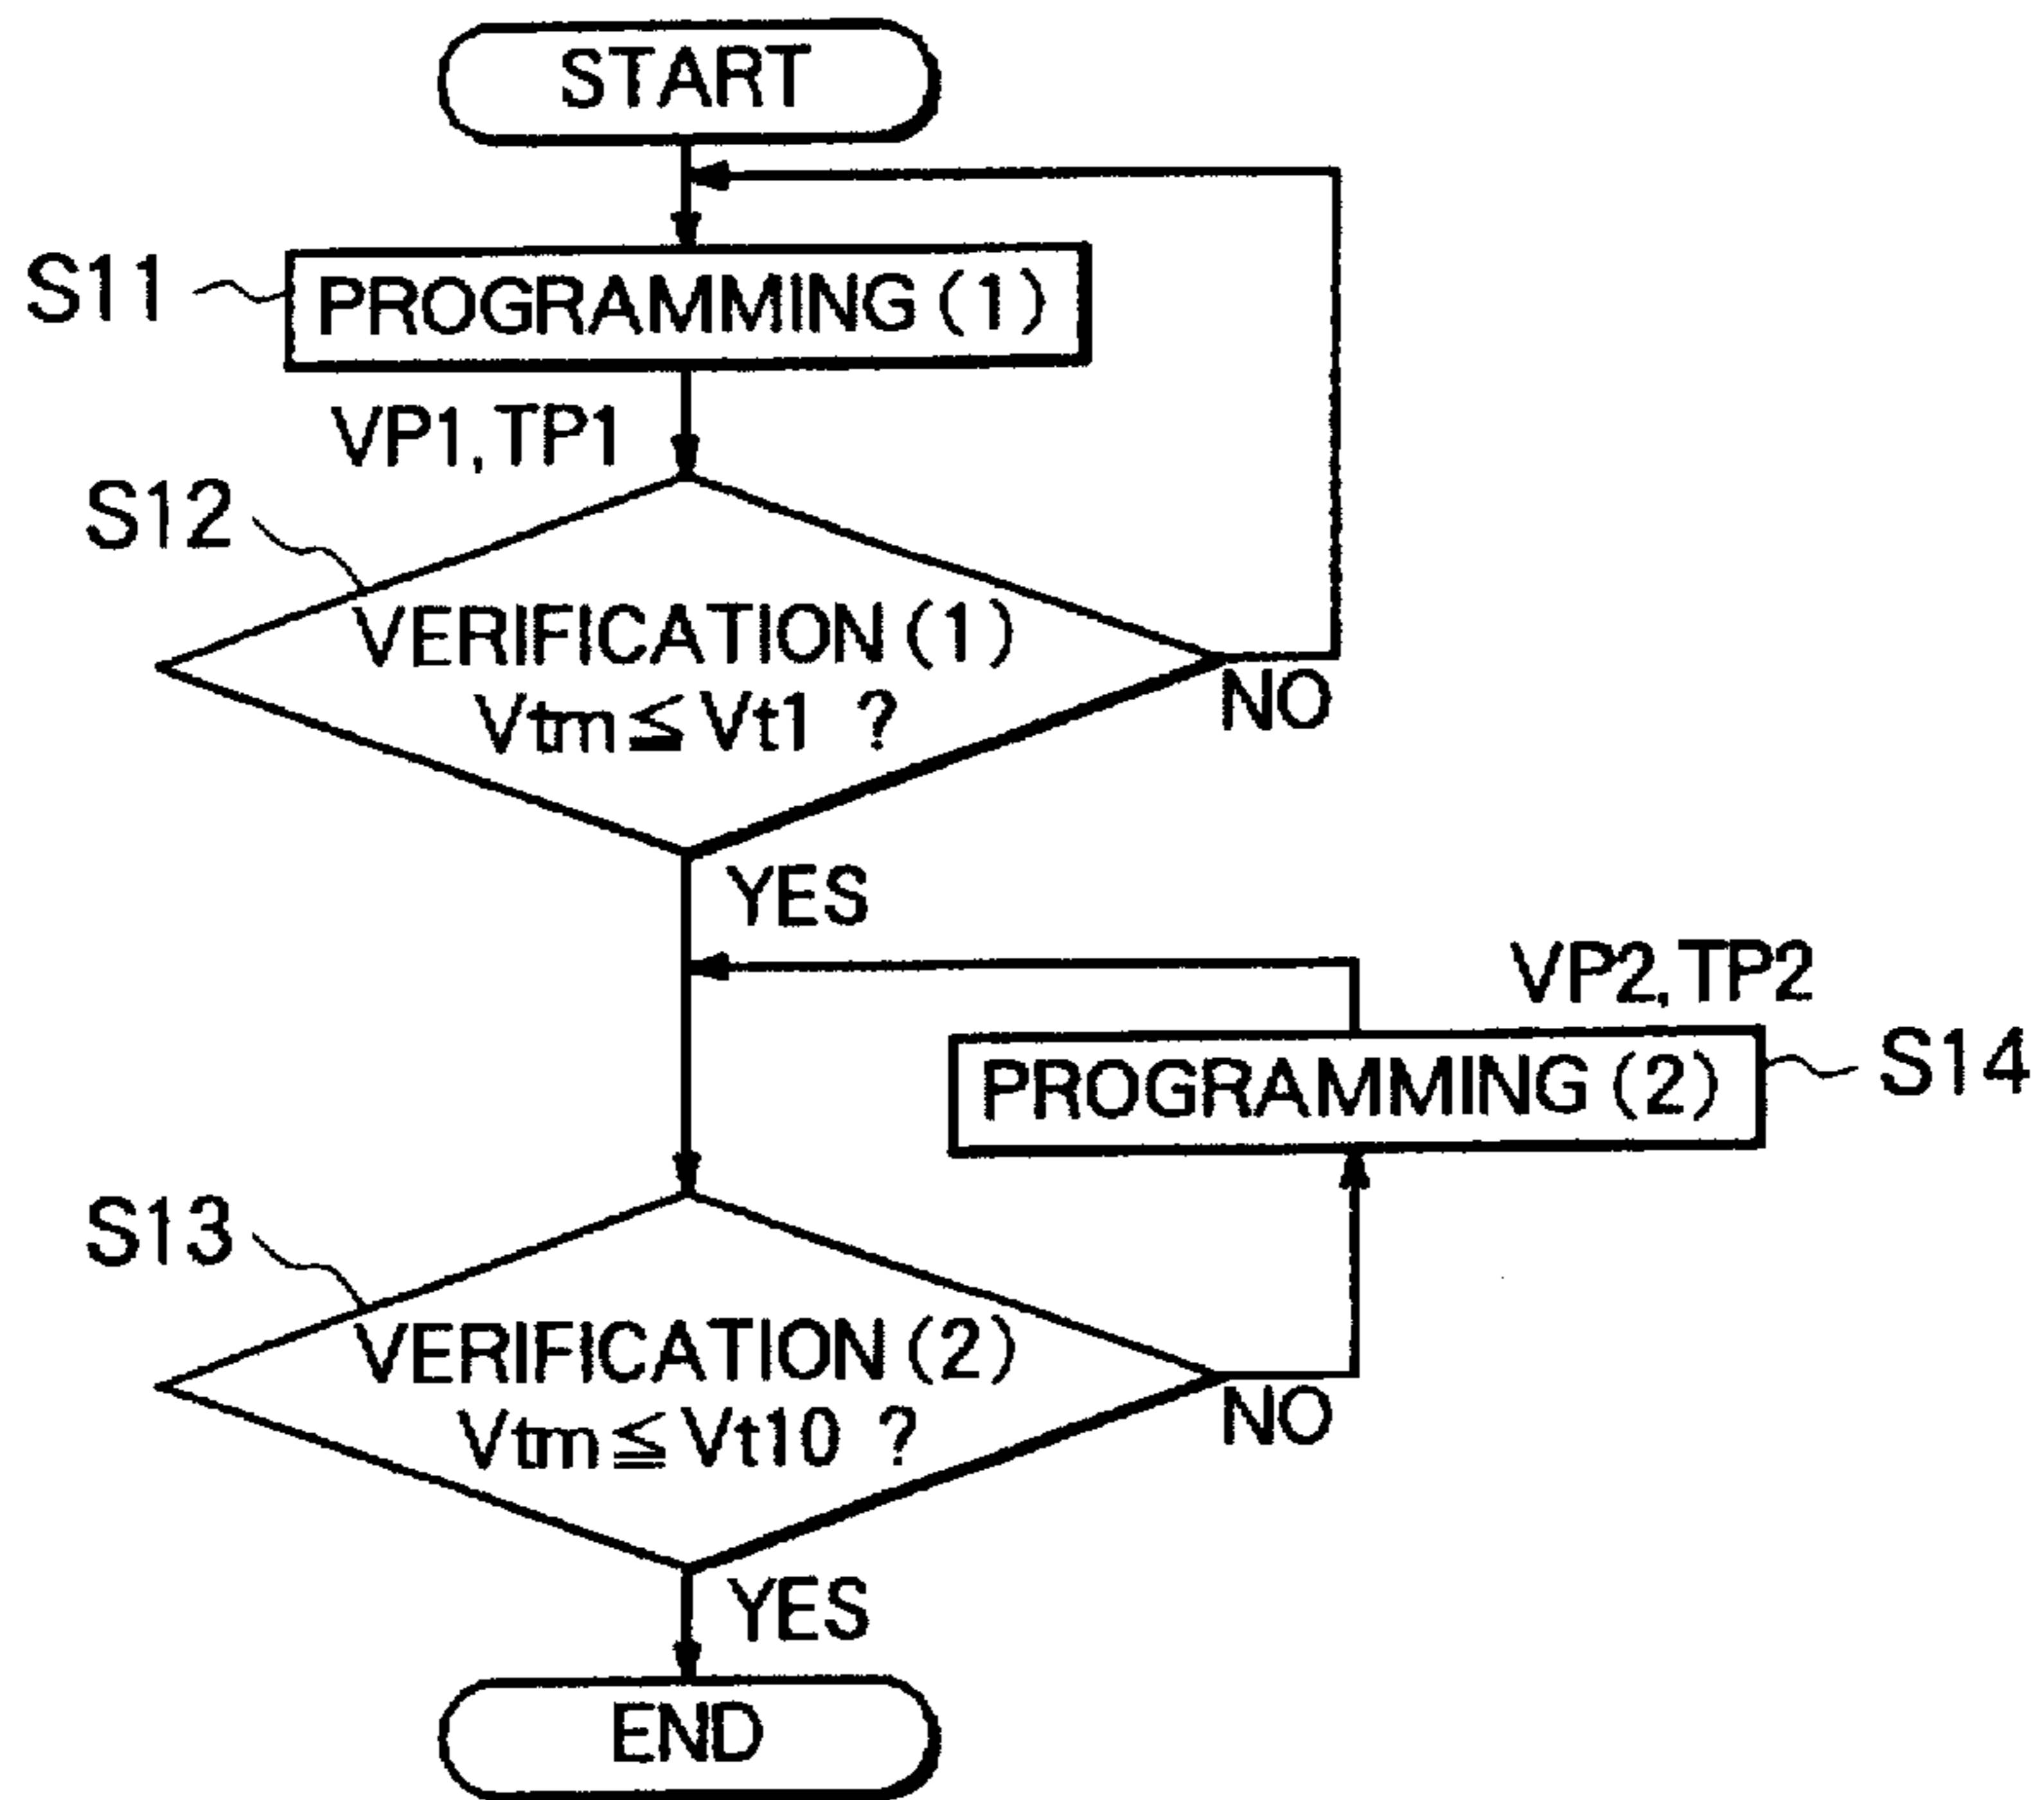 START
S11
PROGRAMMING (1)
VP1,TP1
S12
VERIFICATION (1)
Vtm≦Vt1 ?
NO
YES
VP2,TP2
PROGRAMMING (2)
S14
S13
VERIFICATION (2)
Vtm≦Vt10 ?
NO
YES
END